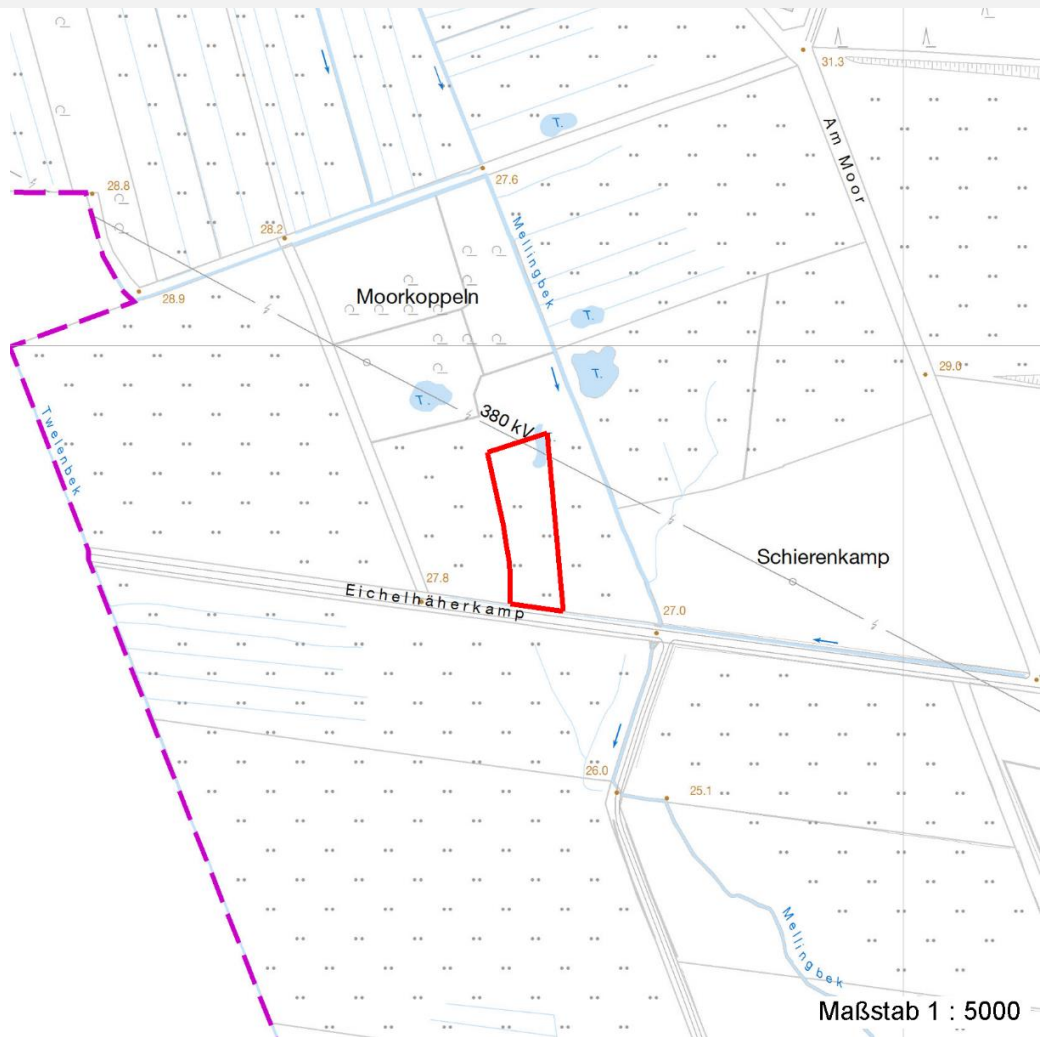 31.3
T.
Am Moor
27.6
28.8
28.2
Mellingbek
28.9
Moorkoppeln
T.
T.
29.0
T.
380 kV
Twelenbek
Schierenkamp
27.8
Eichelhäherkamp
27.0
26.0
25.1
Mellingbek
Maßstab 1 : 5000